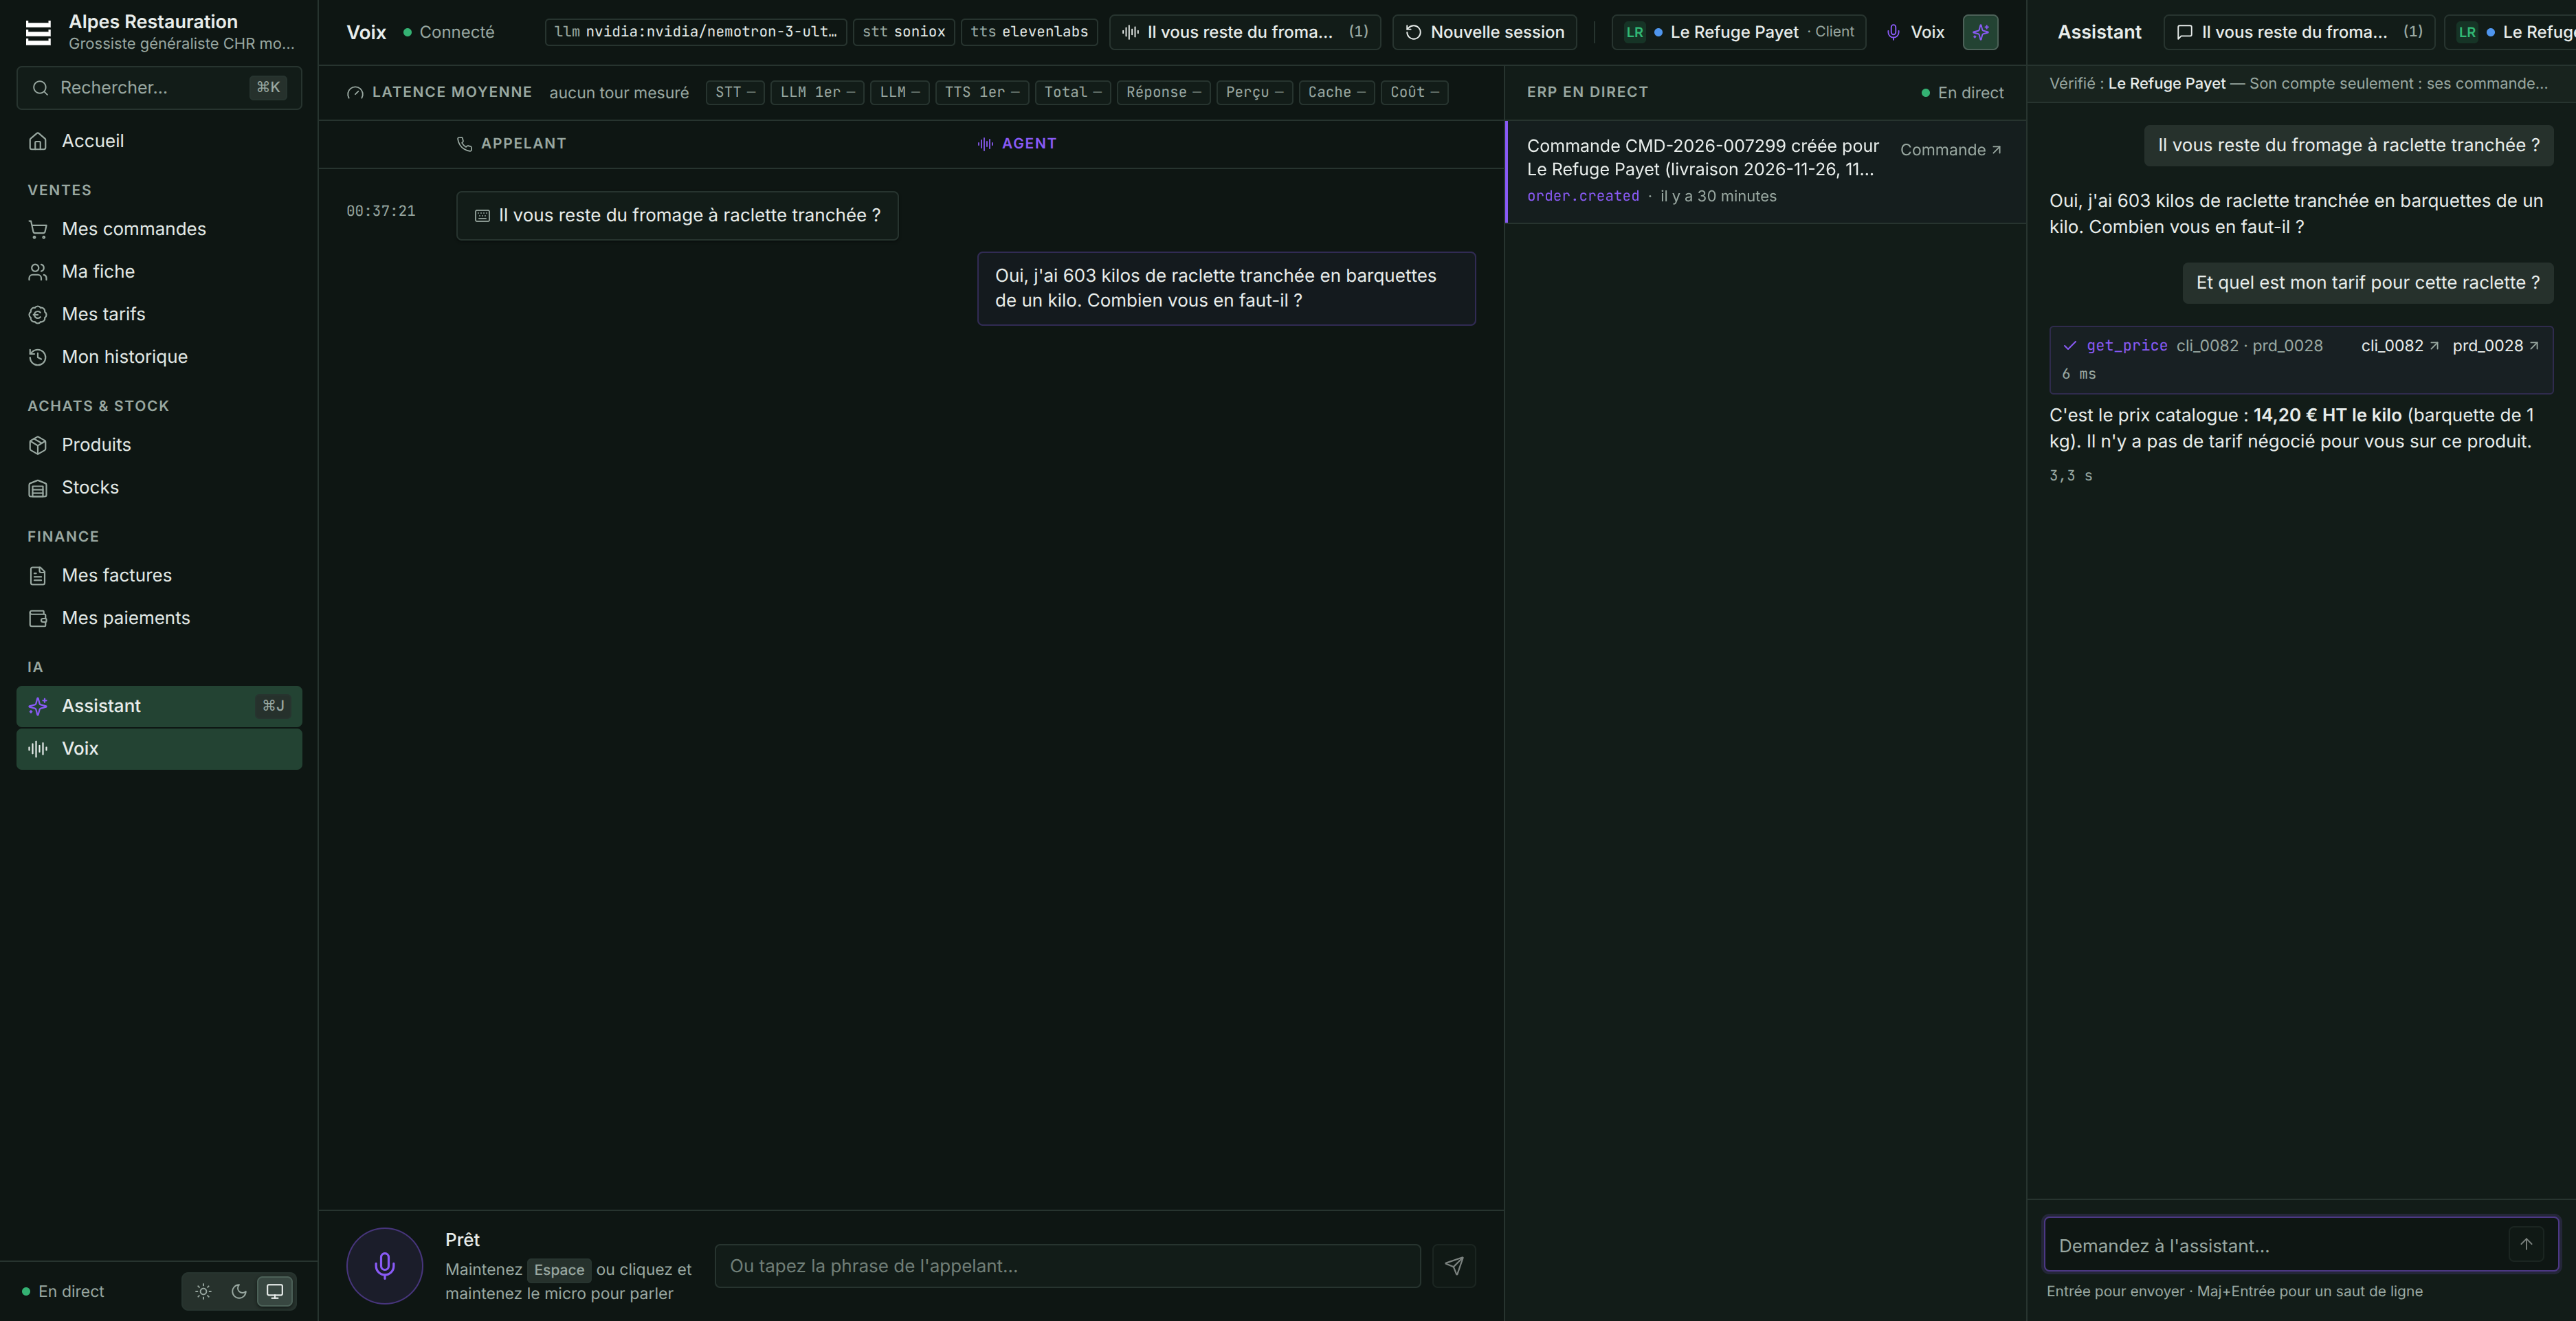 Alpes Restauration
Grossiste généraliste CHR mo...
Rechercher... ⌘K
Accueil
VENTES
Mes commandes
Ma fiche
Mes tarifs
Mon historique
ACHATS & STOCK
Produits
Stocks
FINANCE
Mes factures
Mes paiements
IA
Assistant ⌘J
Voix
En direct
Voix Connecté llm nvidia:nvidia/nemotron-3-ult... stt soniox tts elevenlabs Il vous reste du froma... (1) Nouvelle session LR Le Refuge Payet · Client Voix
LATENCE MOYENNE aucun tour mesuré STT — LLM 1er — LLM — TTS 1er — Total — Réponse — Perçu — Cache — Coût —
APPELANT AGENT
00:37:21 Il vous reste du fromage à raclette tranchée ?
Oui, j'ai 603 kilos de raclette tranchée en barquettes
de un kilo. Combien vous en faut-il ?
Prêt
Maintenez Espace ou cliquez et
maintenez le micro pour parler
Ou tapez la phrase de l'appelant...
ERP EN DIRECT En direct
Commande CMD-2026-007299 créée pour
Le Refuge Payet (livraison 2026-11-26, 11...
Commande ↗
order.created · il y a 30 minutes
Assistant Il vous reste du froma... (1) LR Le Refug
Vérifié : Le Refuge Payet — Son compte seulement : ses commande...
Il vous reste du fromage à raclette tranchée ?
Oui, j'ai 603 kilos de raclette tranchée en barquettes de un
kilo. Combien vous en faut-il ?
Et quel est mon tarif pour cette raclette ?
get_price cli_0082 · prd_0028 cli_0082 ↗ prd_0028 ↗
6 ms
C'est le prix catalogue : 14,20 € HT le kilo (barquette de 1
kg). Il n'y a pas de tarif négocié pour vous sur ce produit.
3,3 s
Demandez à l'assistant...
Entrée pour envoyer · Maj+Entrée pour un saut de ligne